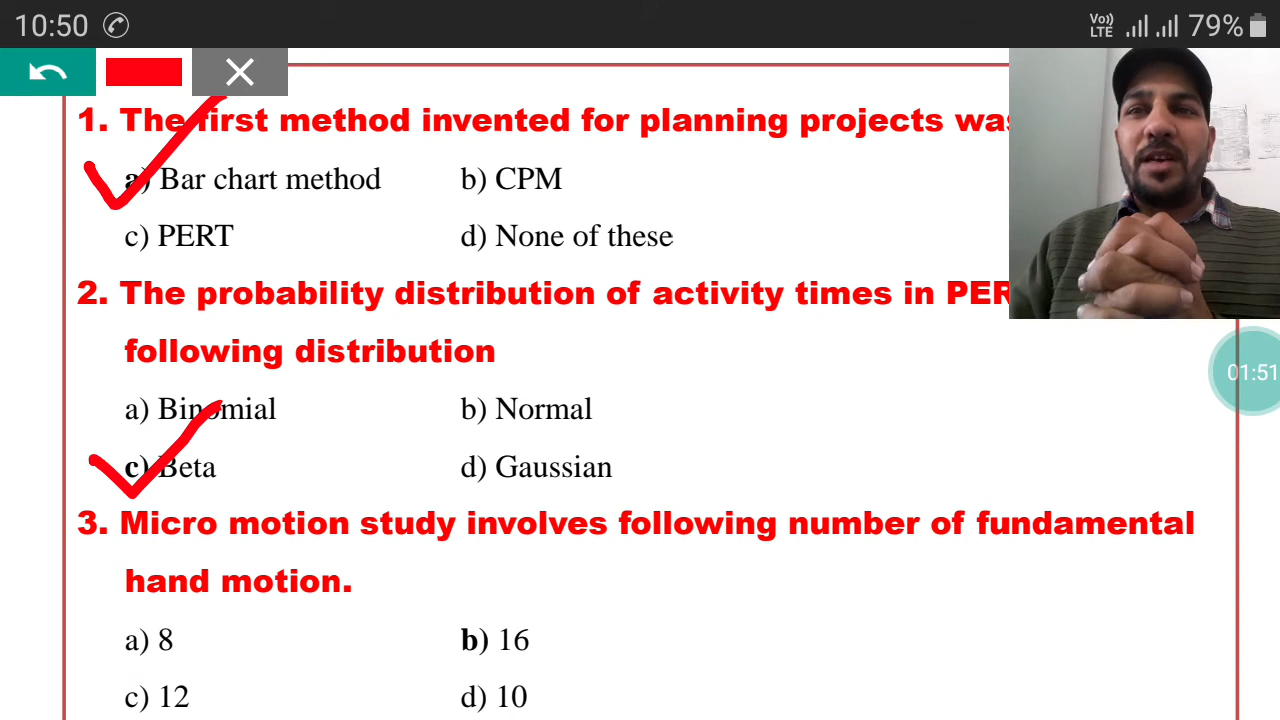 10:50 Vo)) LTE 79%
1. The first method invented for planning projects was
a) Bar chart method b) CPM
c) PERT d) None of these
2. The probability distribution of activity times in PER
following distribution
a) Binomial b) Normal
c) Beta d) Gaussian
01:51
3. Micro motion study involves following number of fundamental
hand motion.
a) 8 b) 16
c) 12 d) 10